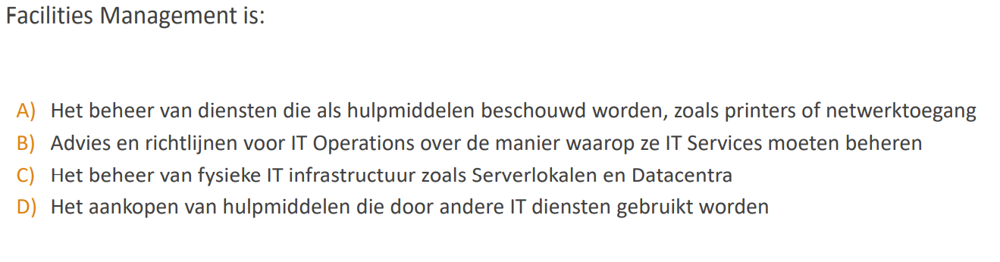 Facilities Management is:
A) Het beheer van diensten die als hulpmiddelen beschouwd worden, zoals printers of netwerktoegang
B) Advies en richtlijnen voor IT Operations over de manier waarop ze IT Services moeten beheren
C) Het beheer van fysieke IT infrastructuur zoals Serverlokalen en Datacentra
D) Het aankopen van hulpmiddelen die door andere IT diensten gebruikt worden